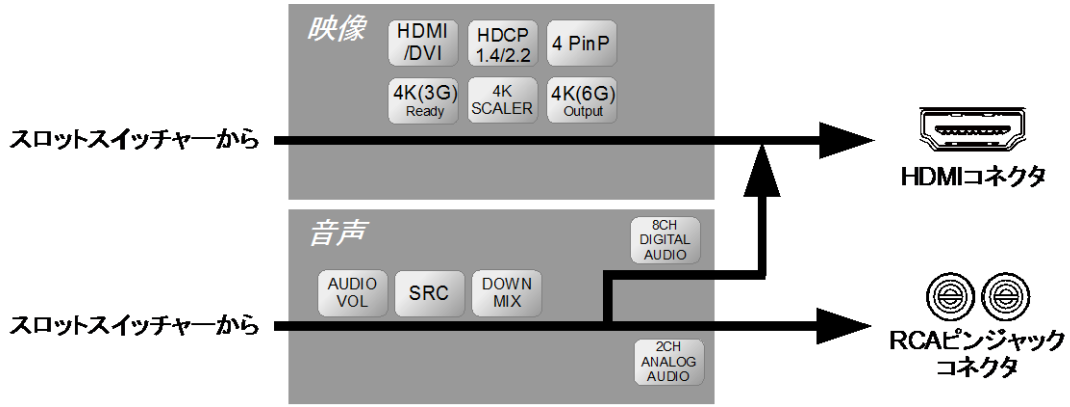 映像
HDMI
/DVI
HDCP
1.4/2.2
4 PinP
4K(3G)
Ready
4K
SCALER
4K(6G)
Output
スロットスイッチャーから
HDMIコネクタ
音声
8CH
DIGITAL
AUDIO
AUDIO
VOL
SRC
DOWN
MIX
スロットスイッチャーから
2CH
ANALOG
AUDIO
RCAピンジャック
コネクタ